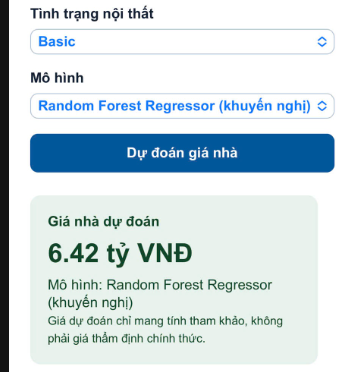 Tình trạng nội thất
Basic
Mô hình
Random Forest Regressor (khuyến nghị)
Dự đoán giá nhà
Giá nhà dự đoán
6.42 tỷ VNĐ
Mô hình: Random Forest Regressor
(khuyến nghị)
Giá dự đoán chỉ mang tính tham khảo, không
phải giá thẩm định chính thức.